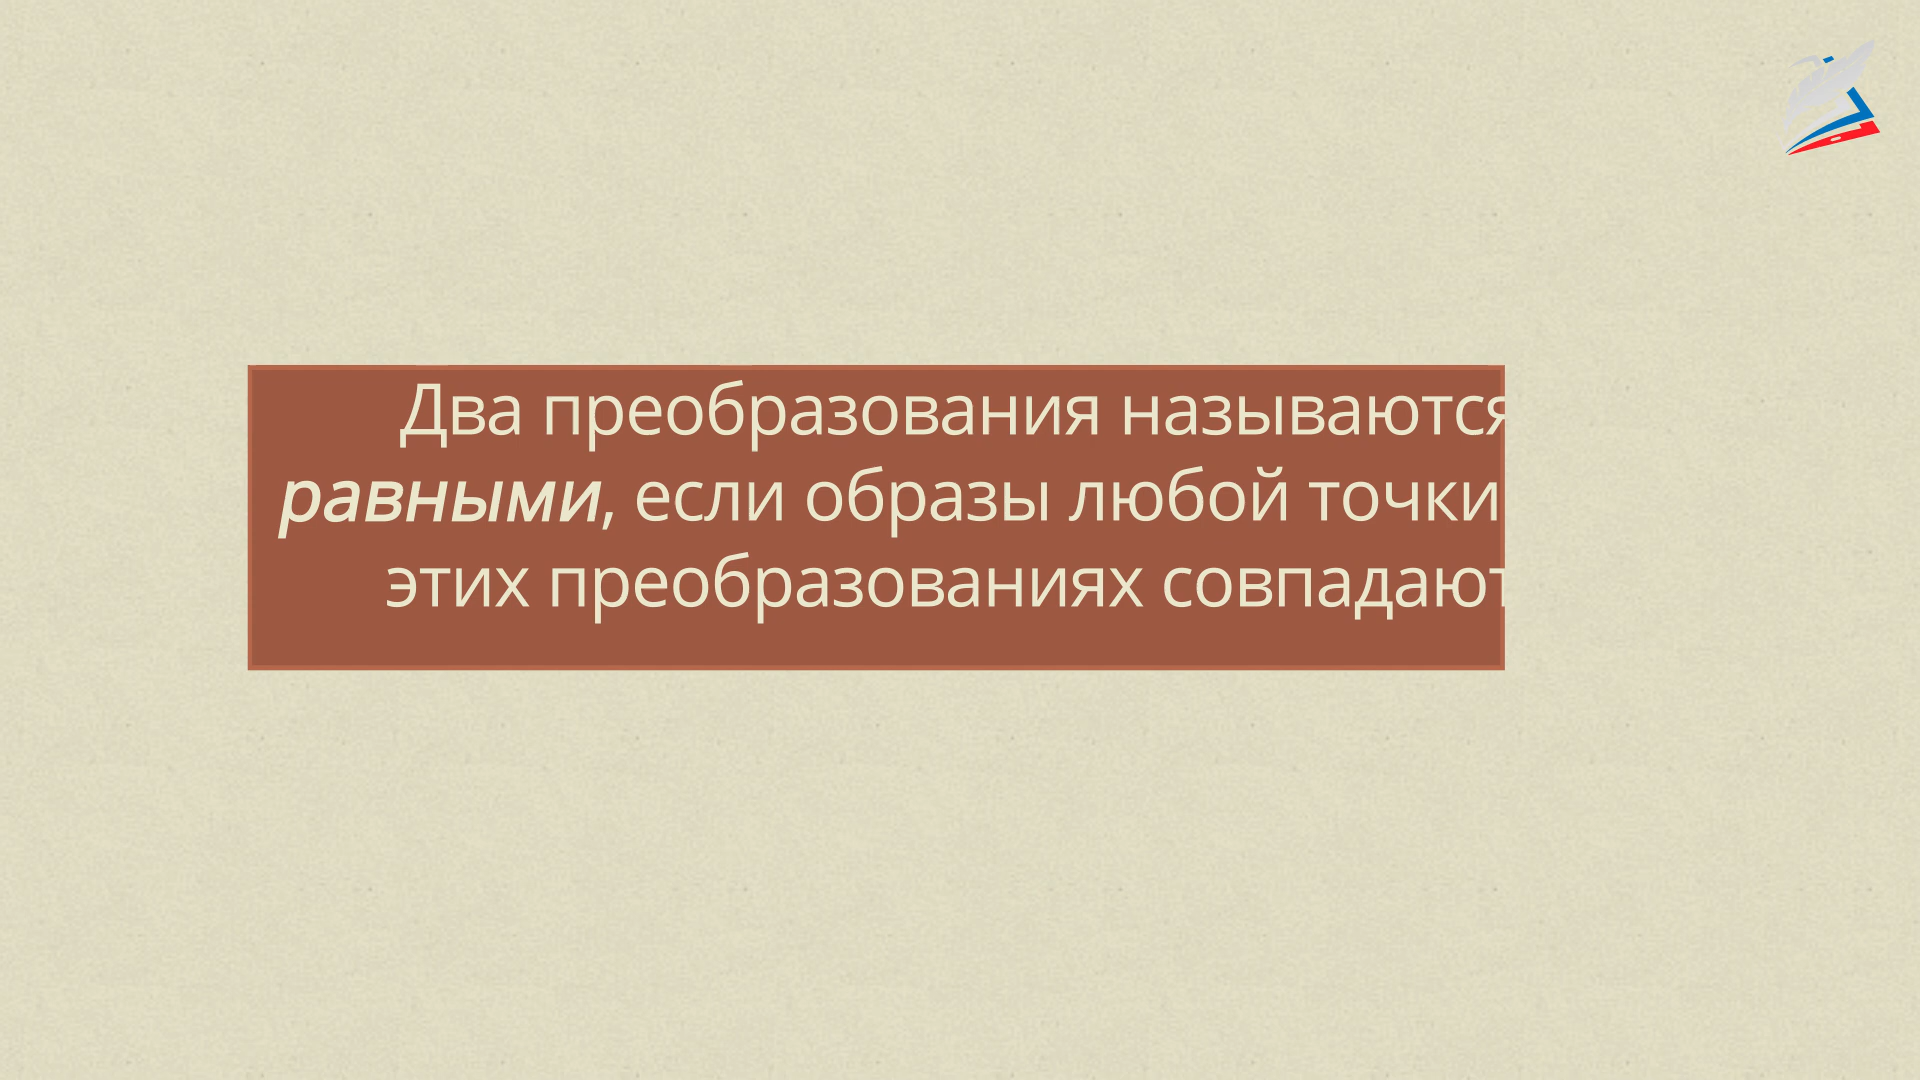 Два преобразования называются
равными, если образы любой точки
этих преобразованиях совпадают